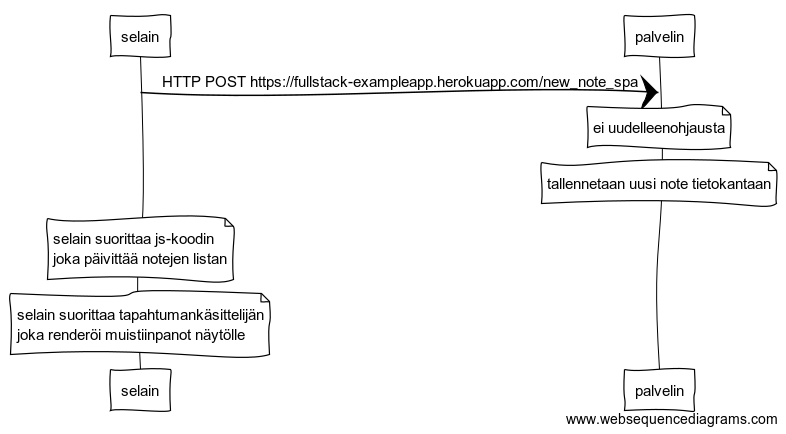 selain
palvelin
HTTP POST https://fullstack-exampleapp.herokuapp.com/new_note_spa
ei uudelleenohjausta
tallennetaan uusi note tietokantaan
selain suorittaa js-koodin
joka päivittää notejen listan
selain suorittaa tapahtumankäsittelijän
joka renderöi muistiinpanot näytölle
selain
palvelin
www.websequencediagrams.com